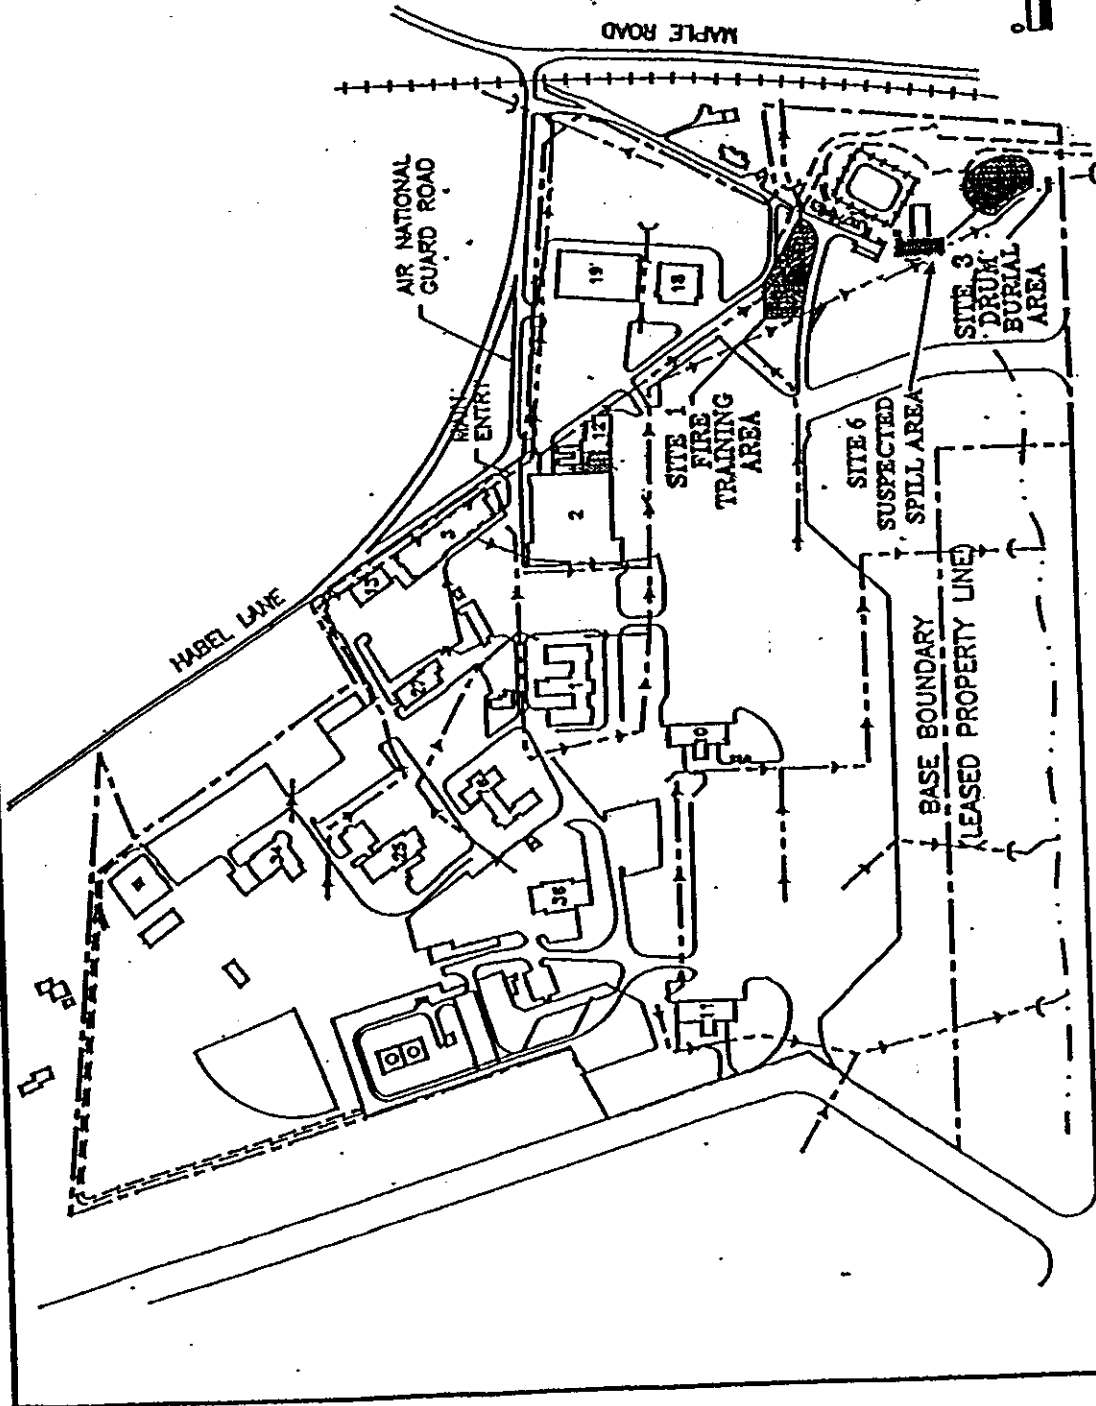 MAPLE ROAD
AIR NATIONAL
GUARD ROAD
MAIN
ENTRY
HABEL LANE
19
18
12
3
2
1
25
36
10
11
SITE 1
FIRE
TRAINING
AREA
SITE 6
SUSPECTED
SPILL AREA
SITE 3
DRUM
BURIAL
AREA
BASE BOUNDARY
(LEASED PROPERTY LINE)